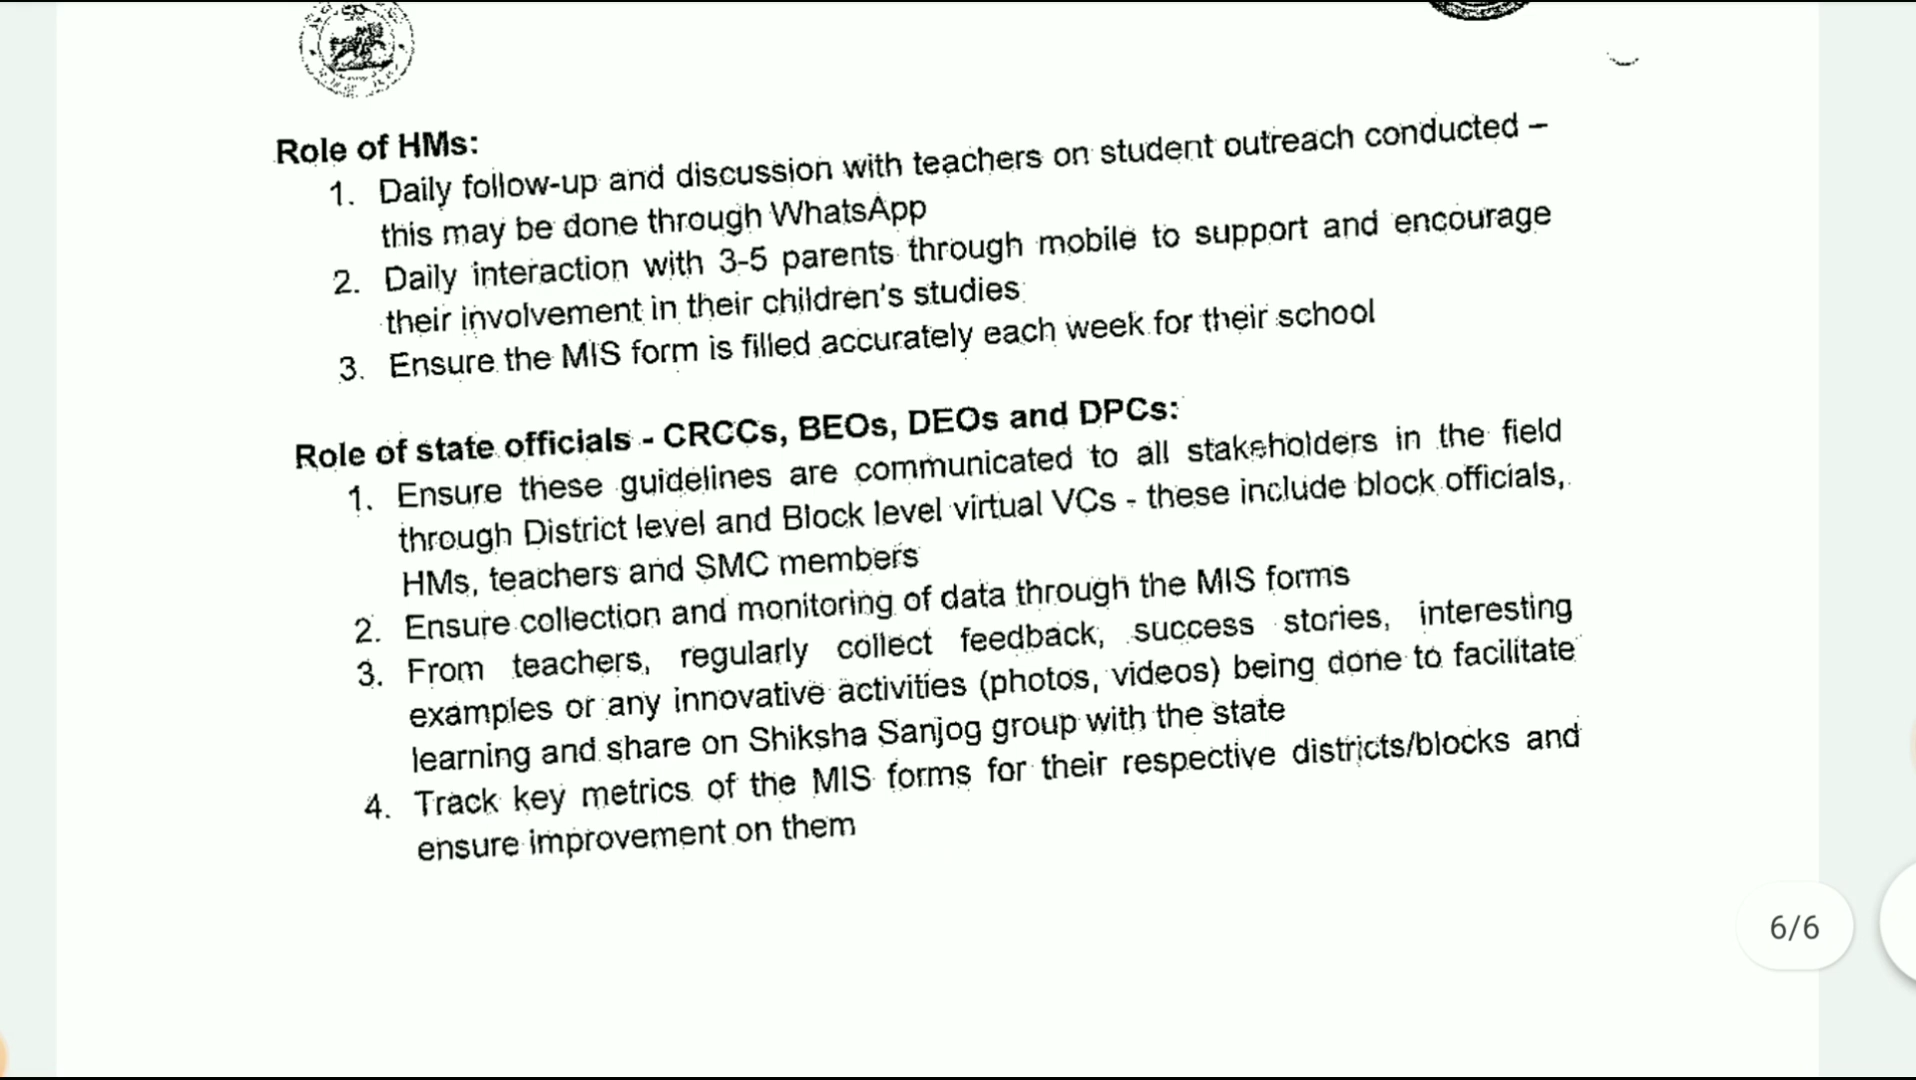 Role of HMs:
1. Daily follow-up and discussion with teachers on student outreach conducted –
this may be done through WhatsApp
2. Daily interaction with 3-5 parents through mobile to support and encourage
their involvement in their children's studies
3. Ensure the MIS form is filled accurately each week for their school
Role of state officials - CRCCs, BEOs, DEOs and DPCs:
1. Ensure these guidelines are communicated to all stakeholders in the field
through District level and Block level virtual VCs - these include block officials,
HMs, teachers and SMC members
2. Ensure collection and monitoring of data through the MIS forms
3. From teachers, regularly collect feedback, success stories, interesting
examples or any innovative activities (photos, videos) being done to facilitate
learning and share on Shiksha Sanjog group with the state
4. Track key metrics of the MIS forms for their respective districts/blocks and
ensure improvement on them
6/6